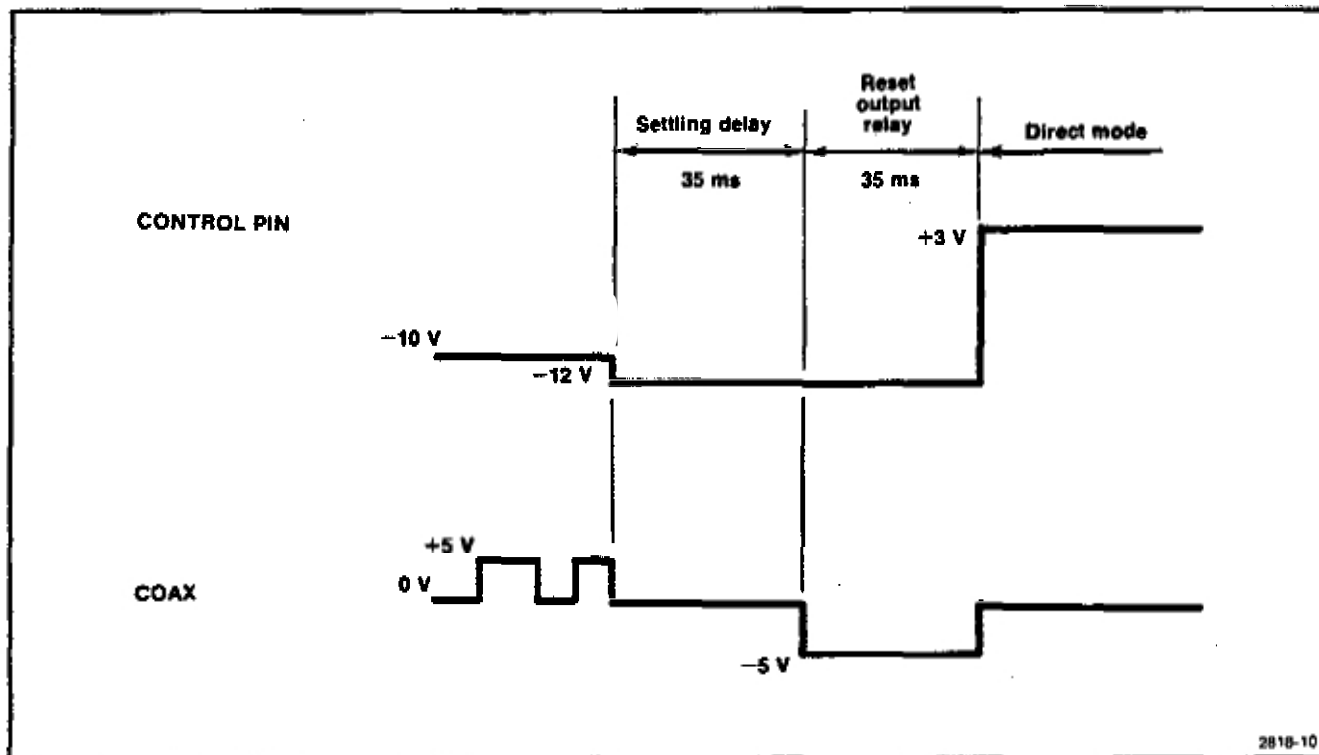 Reset
output
relay
Settling delay
Direct mode
35 ms
35 ms
CONTROL PIN
+3 V
−10 V
−12 V
+5 V
0 V
COAX
−5 V
2818-10